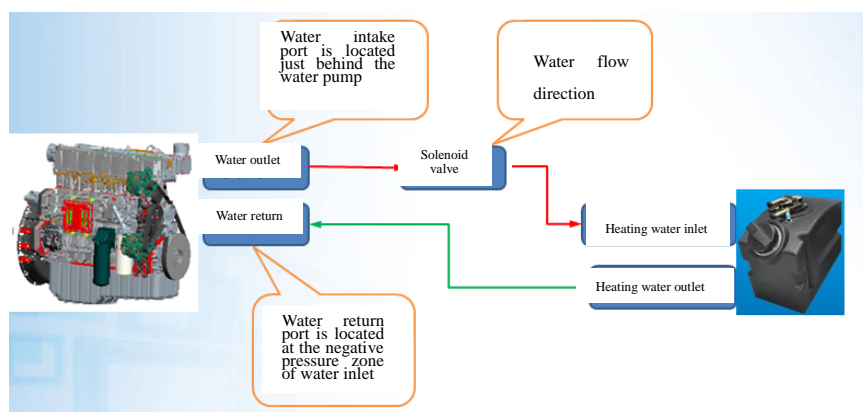 Water intake
port is located
just behind the
water pump
Water flow
direction
Water outlet
Solenoid
valve
Water return
Heating water inlet
Heating water outlet
Water return
port is located
at the negative
pressure zone
of water inlet